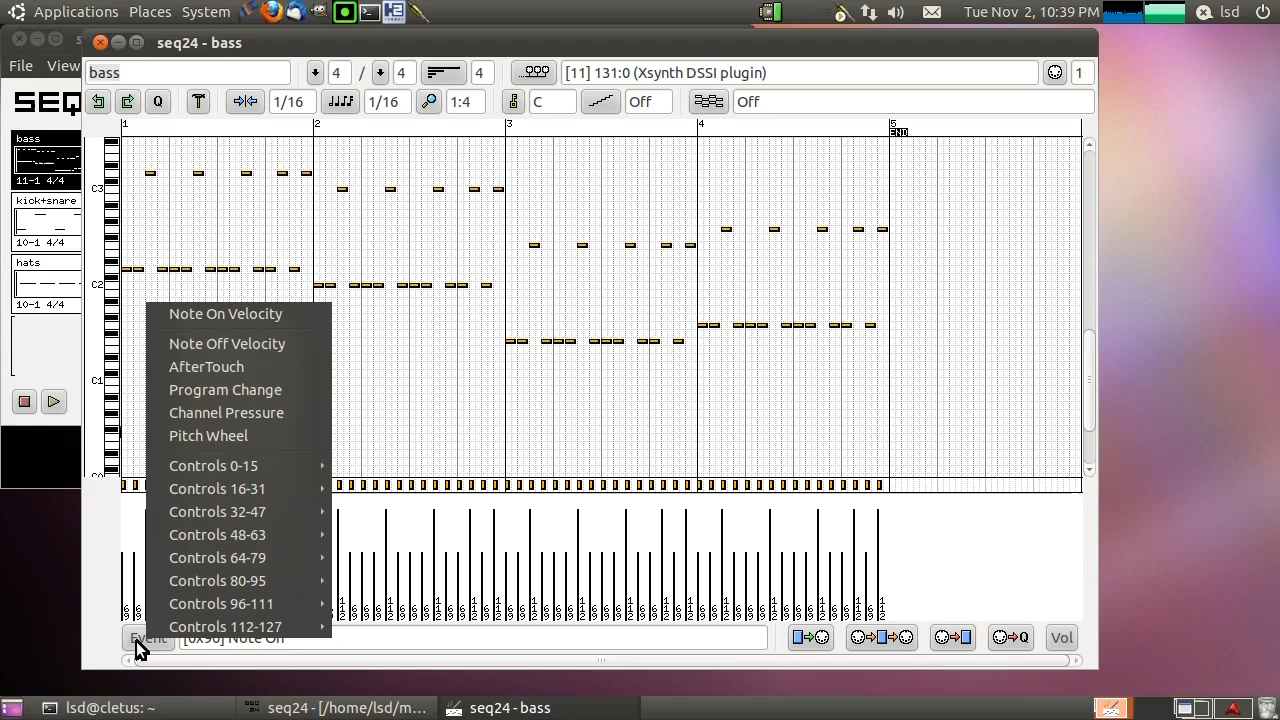 Applications Places System
Tue Nov 2, 10:39 PM
lsd
seq24 - bass
File View
SEQ
bass
4 / 4
4
[11] 131:0 (Xsynth DSSI plugin)
1
Q
1/16
1/16
1:4
C
Off
Off
1 2 3 4 5
END
bass
11-1 4/4
kick+snare
10-1 4/4
hats
10-1 4/4
C3
C2
C1
Note On Velocity
Note Off Velocity
AfterTouch
Program Change
Channel Pressure
Pitch Wheel
Controls 0-15
Controls 16-31
Controls 32-47
Controls 48-63
Controls 64-79
Controls 80-95
Controls 96-111
Controls 112-127
Event
[0x90] Note On
Q
Vol
lsd@cletus: ~
seq24 - [/home/lsd/m...
seq24 - bass